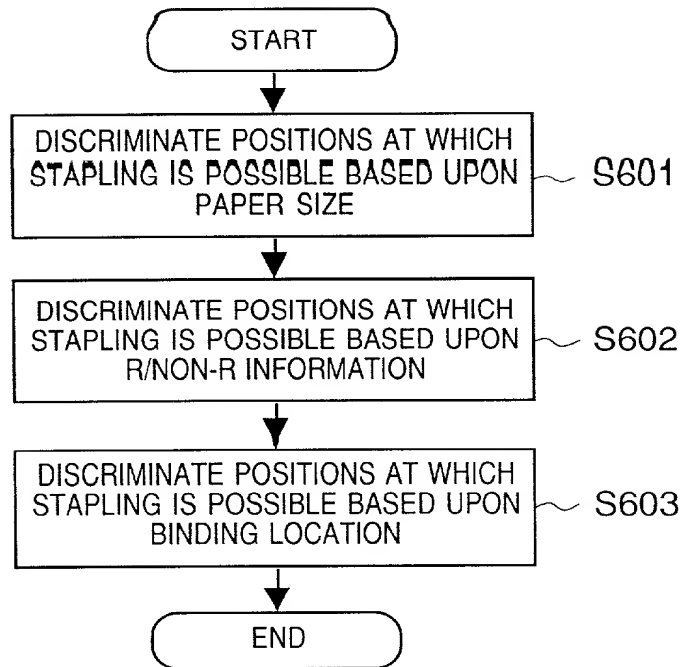 START
DISCRIMINATE POSITIONS AT WHICH
STAPLING IS POSSIBLE BASED UPON
PAPER SIZE
S601
DISCRIMINATE POSITIONS AT WHICH
STAPLING IS POSSIBLE BASED UPON
R/NON-R INFORMATION
S602
DISCRIMINATE POSITIONS AT WHICH
STAPLING IS POSSIBLE BASED UPON
BINDING LOCATION
S603
END